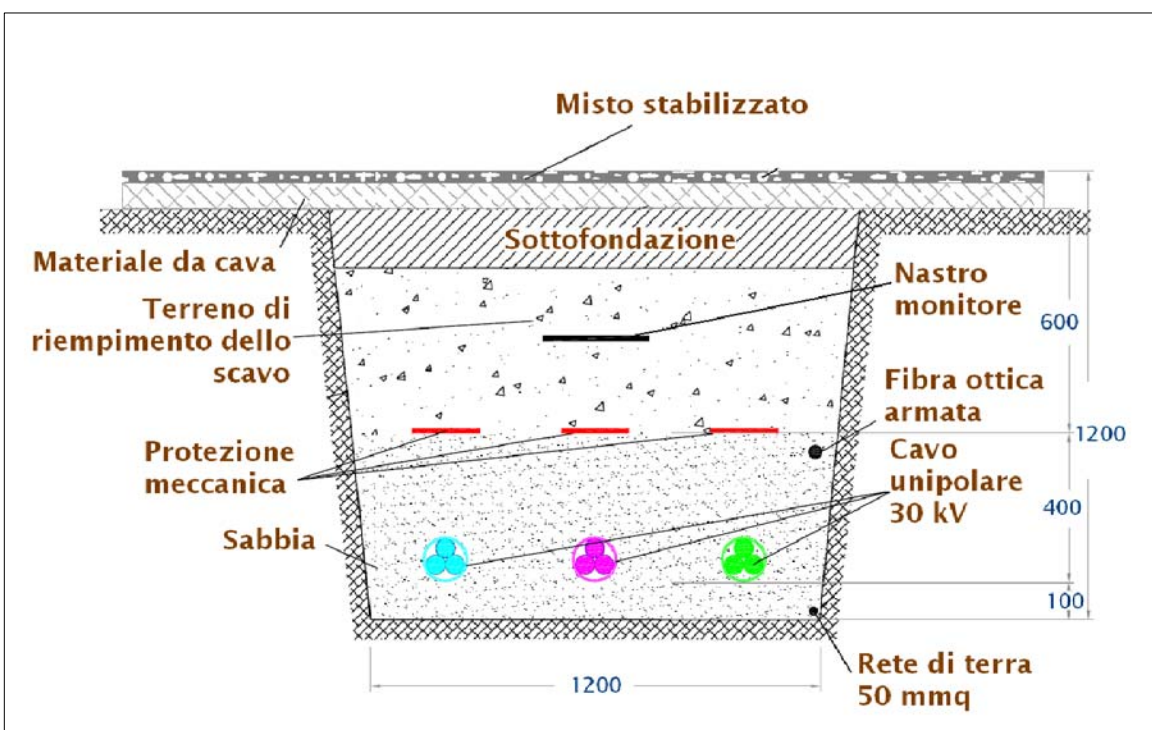 Misto stabilizzato
Sottofondazione
Materiale da cava
Nastro
monitore
Terreno di
riempimento dello
scavo
600
Fibra ottica
armata
1200
Protezione
meccanica
Cavo
unipolare
30 kV
400
Sabbia
100
1200
Rete di terra
50 mmq